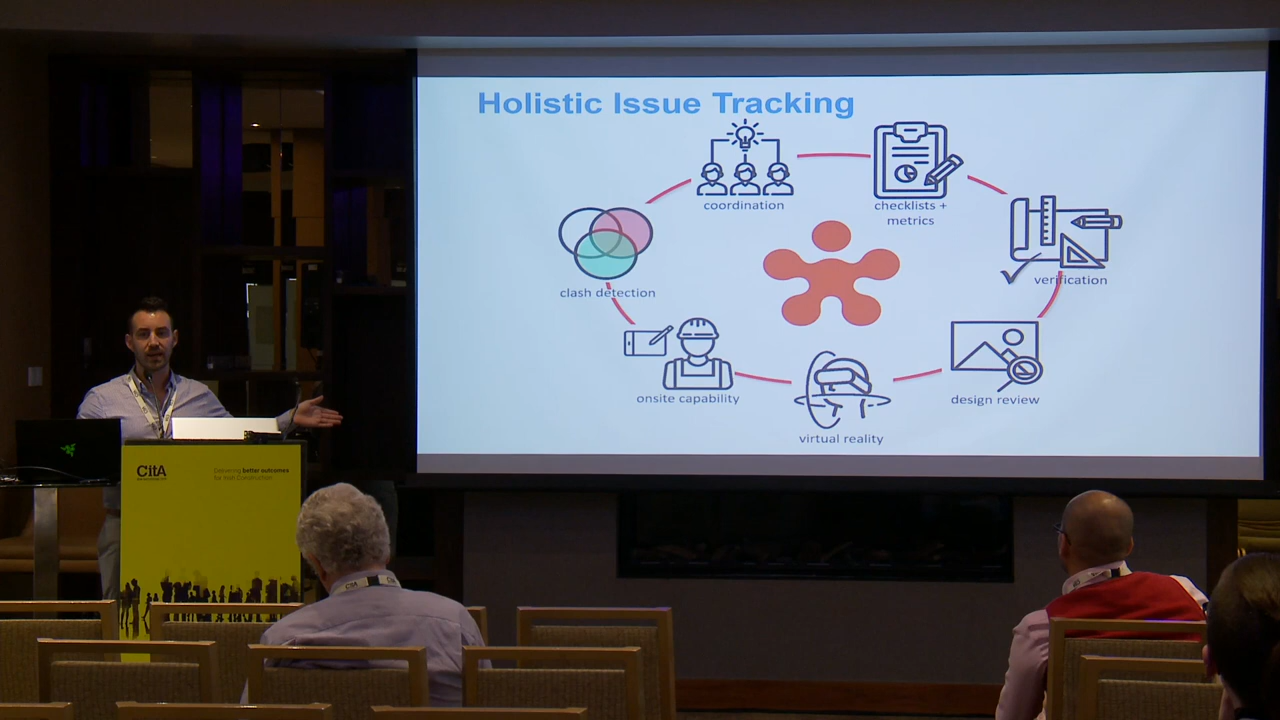 Holistic Issue Tracking
coordination
checklists +
metrics
clash detection
verification
onsite capability
design review
virtual reality
CitA
Delivering better outcomes
for Irish Construction
CitA